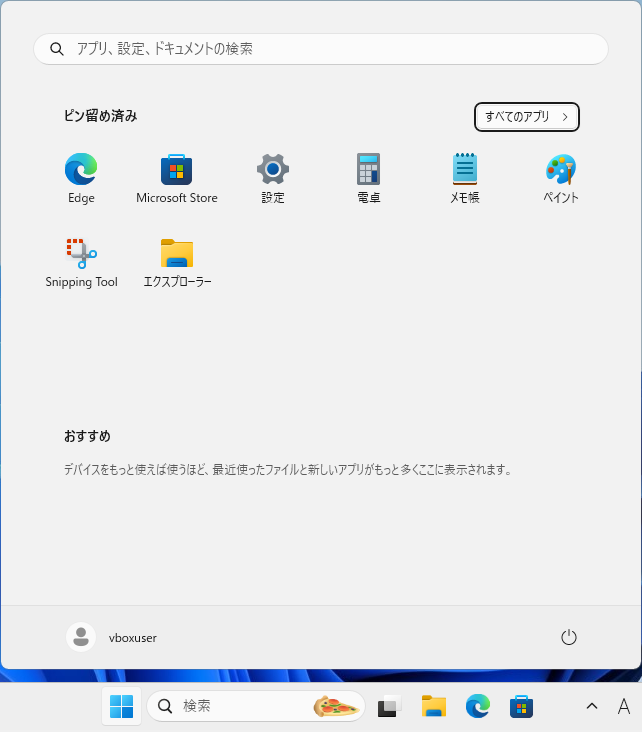 アプリ、設定、ドキュメントの検索
ピン留め済み
すべてのアプリ
Edge
Microsoft Store
設定
電卓
メモ帳
ペイント
Snipping Tool
エクスプローラー
おすすめ
デバイスをもっと使えば使うほど、最近使ったファイルと新しいアプリがもっと多くここに表示されます。
vboxuser
検索
A